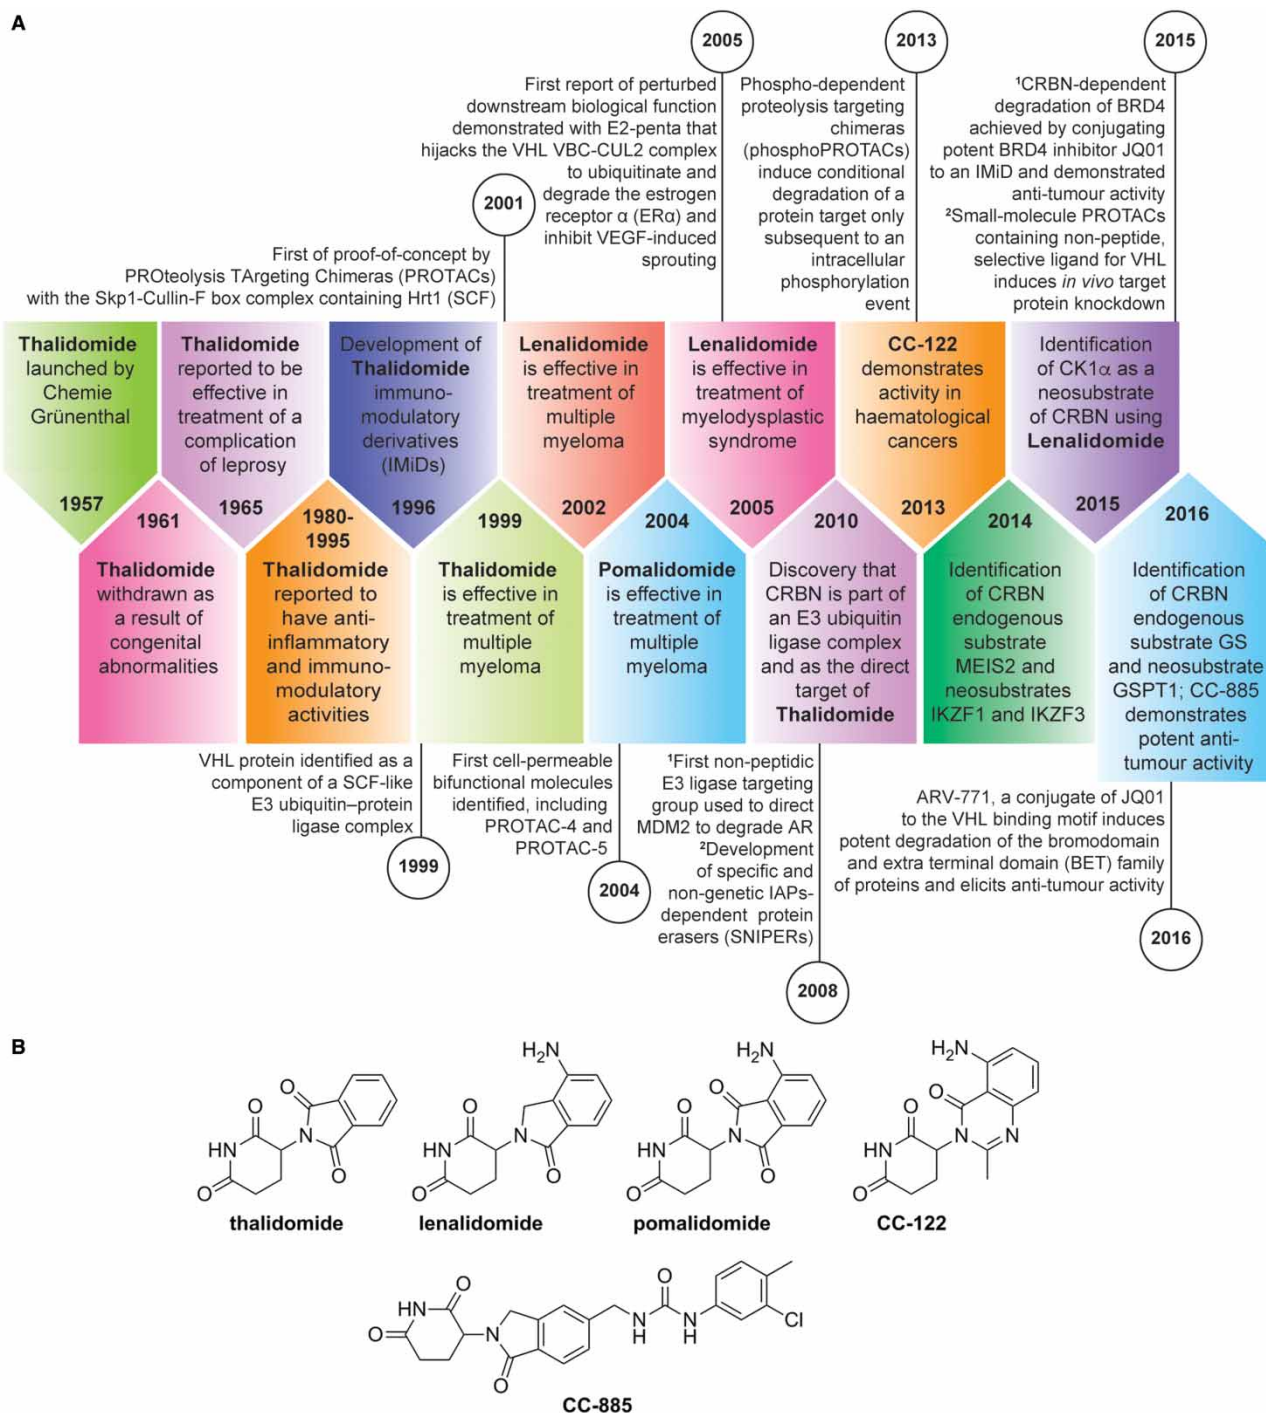 A
2005
2013
2015
First report of perturbed
downstream biological function
demonstrated with E2-penta that
hijacks the VHL VBC-CUL2 complex
to ubiquitinate and
degrade the estrogen
receptor α (ERα) and
inhibit VEGF-induced
sprouting
Phospho-dependent
proteolysis targeting
chimeras
(phosphoPROTACs)
induce conditional
degradation of a
protein target only
subsequent to an
intracellular
phosphorylation
event
¹CRBN-dependent
degradation of BRD4
achieved by conjugating
potent BRD4 inhibitor JQ01
to an IMiD and demonstrated
anti-tumour activity
²Small-molecule PROTACs
containing non-peptide,
selective ligand for VHL
induces in vivo target
protein knockdown
2001
First of proof-of-concept by
PROteolysis TArgeting Chimeras (PROTACs)
with the Skp1-Cullin-F box complex containing Hrt1 (SCF)
Thalidomide
launched by
Chemie
Grünenthal
1957
Thalidomide
reported to be
effective in
treatment of a
complication
of leprosy
1965
Development of
Thalidomide
immuno-
modulatory
derivatives
(IMiDs)
1996
Lenalidomide
is effective in
treatment of
multiple
myeloma
2002
Lenalidomide
is effective in
treatment of
myelodysplastic
syndrome
2005
CC-122
demonstrates
activity in
haematological
cancers
2013
Identification
of CK1α as a
neosubstrate
of CRBN using
Lenalidomide
2015
1961
Thalidomide
withdrawn as
a result of
congenital
abnormalities
1980-
1995
Thalidomide
reported to
have anti-
inflammatory
and immuno-
modulatory
activities
1999
Thalidomide
is effective in
treatment of
multiple
myeloma
2004
Pomalidomide
is effective in
treatment of
multiple
myeloma
2010
Discovery that
CRBN is part of
an E3 ubiquitin
ligase complex
and as the direct
target of
Thalidomide
2014
Identification
of CRBN
endogenous
substrate
MEIS2 and
neosubstrates
IKZF1 and IKZF3
2016
Identification
of CRBN
endogenous
substrate GS
and neosubstrate
GSPT1; CC-885
demonstrates
potent anti-
tumour activity
VHL protein identified as a
component of a SCF-like
E3 ubiquitin–protein
ligase complex
1999
First cell-permeable
bifunctional molecules
identified, including
PROTAC-4 and
PROTAC-5
2004
¹First non-peptidic
E3 ligase targeting
group used to direct
MDM2 to degrade AR
²Development
of specific and
non-genetic IAPs-
dependent protein
erasers (SNIPERs)
2008
ARV-771, a conjugate of JQ01
to the VHL binding motif induces
potent degradation of the bromodomain
and extra terminal domain (BET) family
of proteins and elicits anti-tumour activity
2016
B
O
O
NH
N
O
O
thalidomide
H₂N
O
NH
N
O
O
lenalidomide
H₂N
O
O
NH
N
O
O
pomalidomide
H₂N
O
O
NH
N
N
O
CC-122
O
HN
O
N
O
O
N
H
N
H
Cl
CC-885